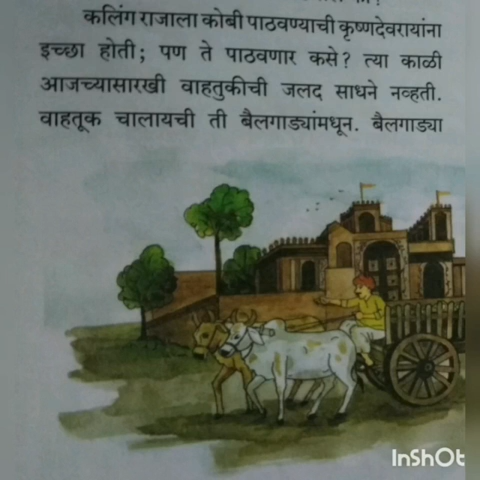 कलिंग राजाला कोबी पाठवण्याची कृष्णदेवरायांना
इच्छा होती; पण ते पाठवणार कसे? त्या काळी
आजच्यासारखी वाहतुकीची जलद साधने नव्हती.
वाहतूक चालायची ती बैलगाड्यांमधून. बैलगाड्या
InShOt